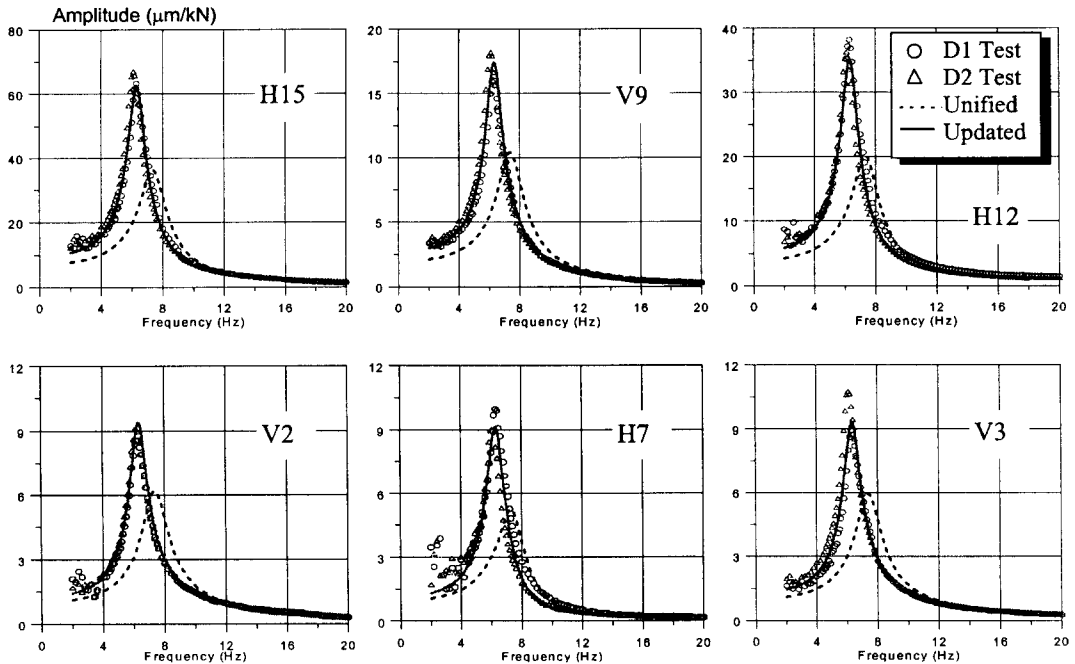 Amplitude (μm/kN)
80
60
40
20
0
H15
0 4 8 12 16 20
Frequency (Hz)
20
15
10
5
0
V9
0 4 8 12 16 20
Frequency (Hz)
40
30
20
10
0
D1 Test
D2 Test
Unified
Updated
H12
0 4 8 12 16 20
Frequency (Hz)
12
9
6
3
0
V2
0 4 8 12 16 20
Frequency (Hz)
12
9
6
3
0
H7
0 4 8 12 16 20
Frequency (Hz)
12
9
6
3
0
V3
0 4 8 12 16 20
Frequency (Hz)